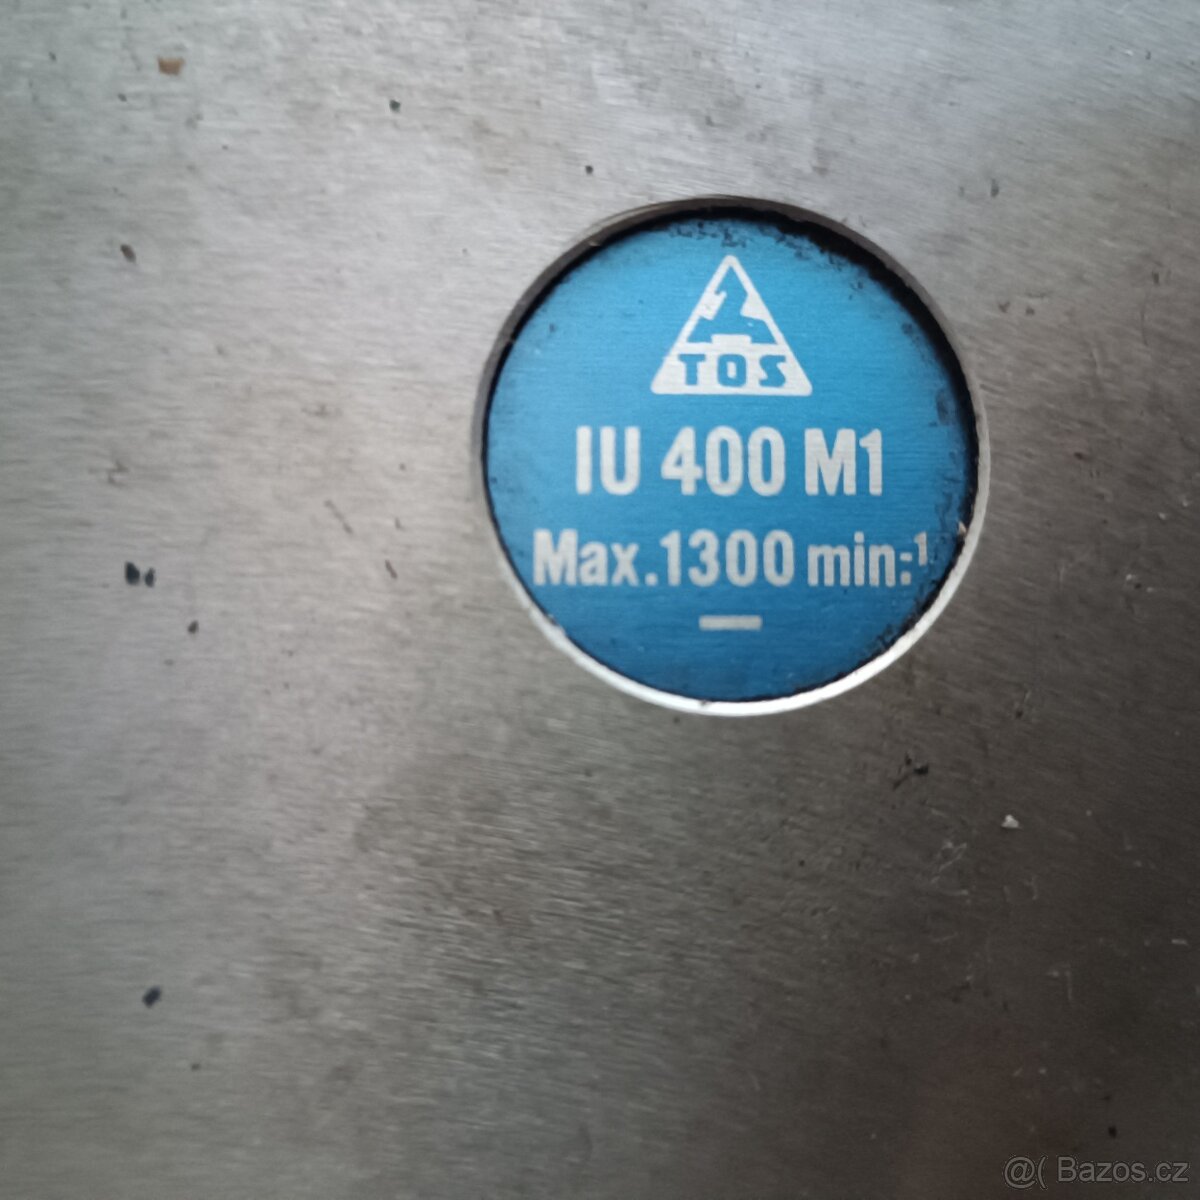 TOS
IU 400 M1
Max. 1300 min:¹
@( Bazos.cz